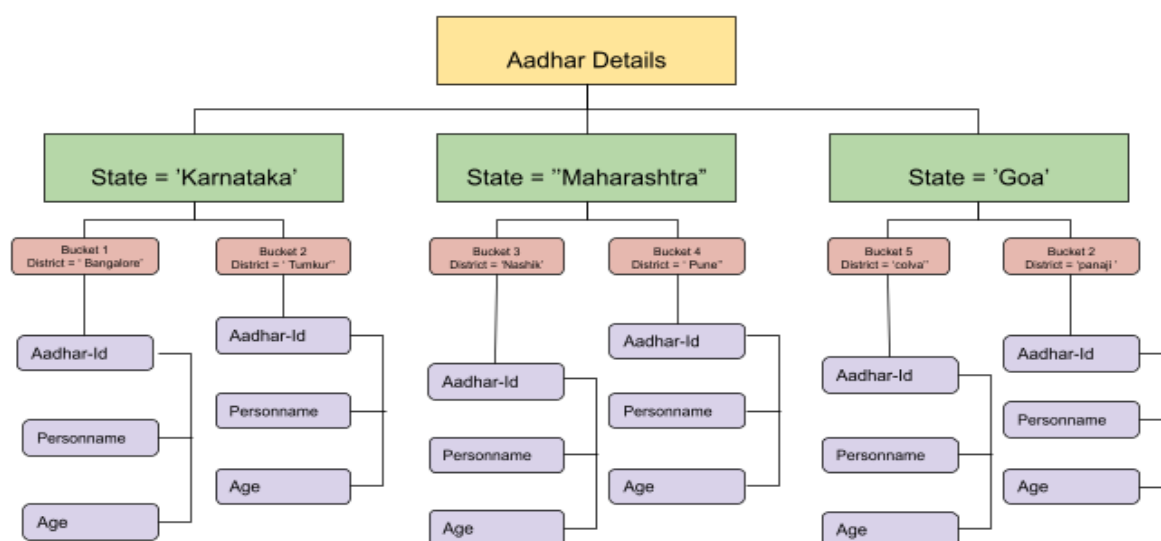 Aadhar Details
State = ’Karnataka’
State = ’’Maharashtra”
State = ’Goa’
Bucket 1
District = ‘ Bangalore’’
Bucket 2
District = ‘ Tumkur’’
Bucket 3
District = ‘Nashik’
Bucket 4
District = ‘ Pune’’
Bucket 5
District = ‘colva’’
Bucket 2
District = ‘panaji ’
Aadhar-Id
Personname
Age
Aadhar-Id
Personname
Age
Aadhar-Id
Personname
Age
Aadhar-Id
Personname
Age
Aadhar-Id
Personname
Age
Aadhar-Id
Personname
Age